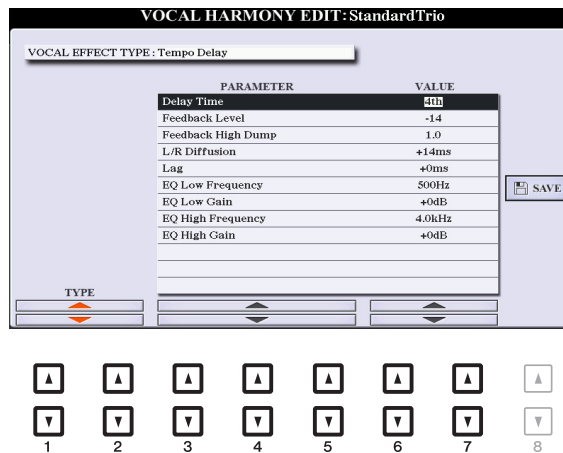 VOCAL HARMONY EDIT: StandardTrio
VOCAL EFFECT TYPE : Tempo Delay
PARAMETER VALUE
Delay Time 4th
Feedback Level -14
Feedback High Dump 1.0
L/R Diffusion +14ms
Lag +0ms
EQ Low Frequency 500Hz
EQ Low Gain +0dB
EQ High Frequency 4.0kHz
EQ High Gain +0dB
SAVE
TYPE
1 2 3 4 5 6 7 8